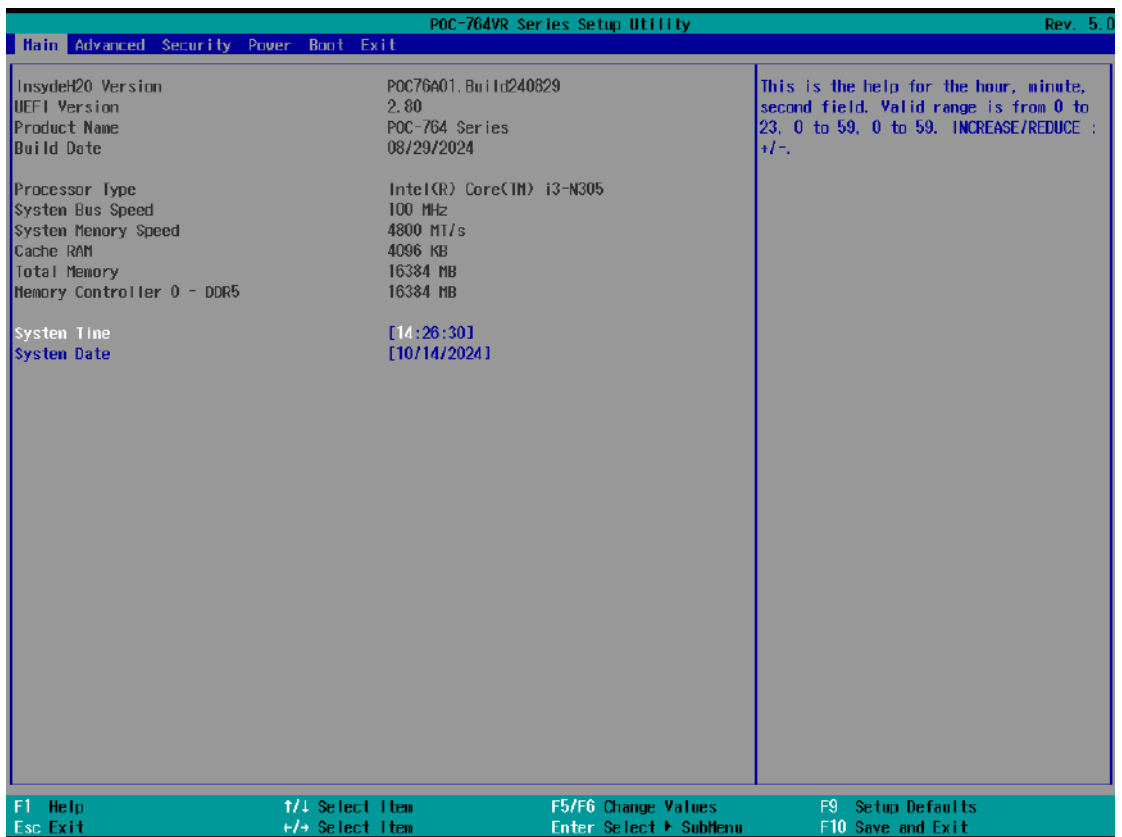 POC-764VR Series Setup Utility Rev. 5.0
Main Advanced Security Power Boot Exit
InsydeH20 Version POC76A01.Build240829
UEFI Version 2.80
Product Name POC-764 Series
Build Date 08/29/2024
Processor Type Intel(R) Core(TM) i3-N305
System Bus Speed 100 MHz
System Memory Speed 4800 MT/s
Cache RAM 4096 KB
Total Memory 16384 MB
Memory Controller 0 - DDR5 16384 MB
System Time [14:26:30]
System Date [10/14/2024]
This is the help for the hour, minute,
second field. Valid range is from 0 to
23, 0 to 59, 0 to 59. INCREASE/REDUCE :
+/-.
F1 Help ↑/↓ Select Item F5/F6 Change Values F9 Setup Defaults
Esc Exit ←/→ Select Item Enter Select ▶ SubMenu F10 Save and Exit